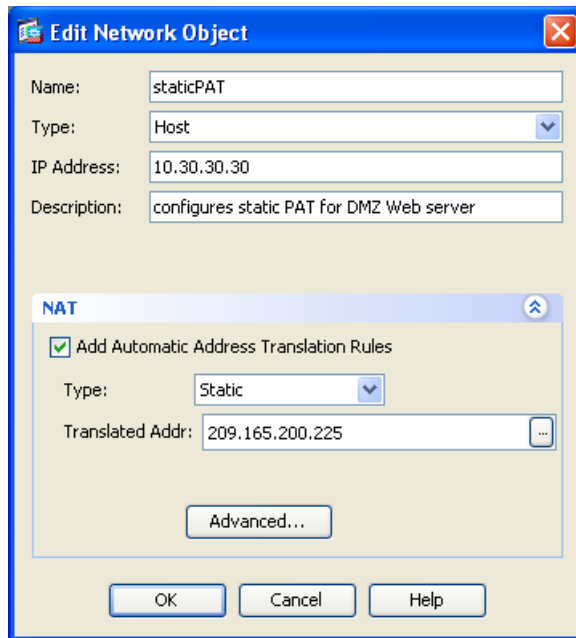 Edit Network Object
Name: staticPAT
Type: Host
IP Address: 10.30.30.30
Description: configures static PAT for DMZ Web server
NAT
Add Automatic Address Translation Rules
Type: Static
Translated Addr: 209.165.200.225 ...
Advanced...
OK Cancel Help